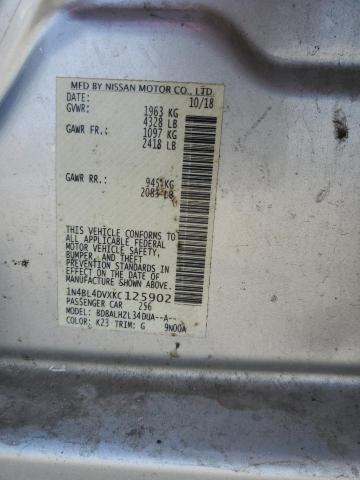 MFD BY NISSAN MOTOR CO., LTD.
DATE: 10/18
GVWR: 1963 KG
4328 LB
GAWR FR: 1097 KG
2418 LB
GAWR RR: 945 KG
2083 LB
THIS VEHICLE CONFORMS TO ALL
APPLICABLE FEDERAL
MOTOR VEHICLE SAFETY,
BUMPER, AND THEFT
PREVENTION STANDARDS IN
EFFECT ON THE DATE OF
MANUFACTURE SHOWN ABOVE.
1N4BL4DVXKC125902
PASSENGER CAR 256
MODEL: BDBALHZL34DUA--A--
COLOR: K23 TRIM: G 9N00A